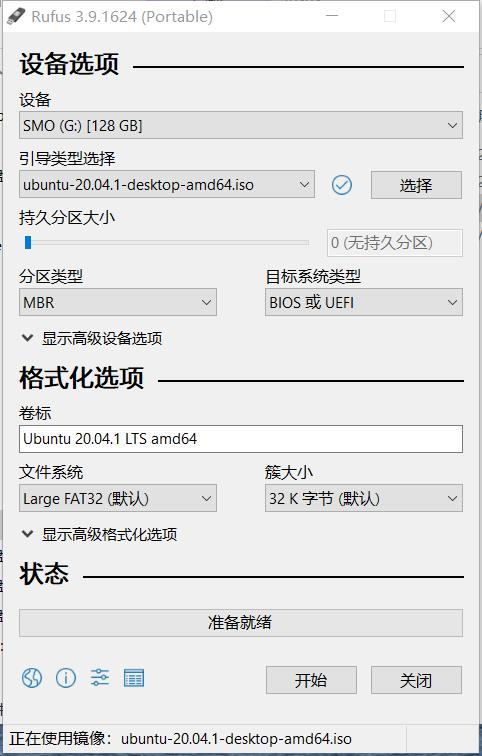 Rufus 3.9.1624 (Portable)
设备选项
设备
SMO (G:) [128 GB]
引导类型选择
ubuntu-20.04.1-desktop-amd64.iso
选择
持久分区大小
0 (无持久分区)
分区类型
目标系统类型
MBR
BIOS 或 UEFI
显示高级设备选项
格式化选项
卷标
Ubuntu 20.04.1 LTS amd64
文件系统
簇大小
Large FAT32 (默认)
32 K 字节 (默认)
显示高级格式化选项
状态
准备就绪
开始
关闭
正在使用镜像：ubuntu-20.04.1-desktop-amd64.iso